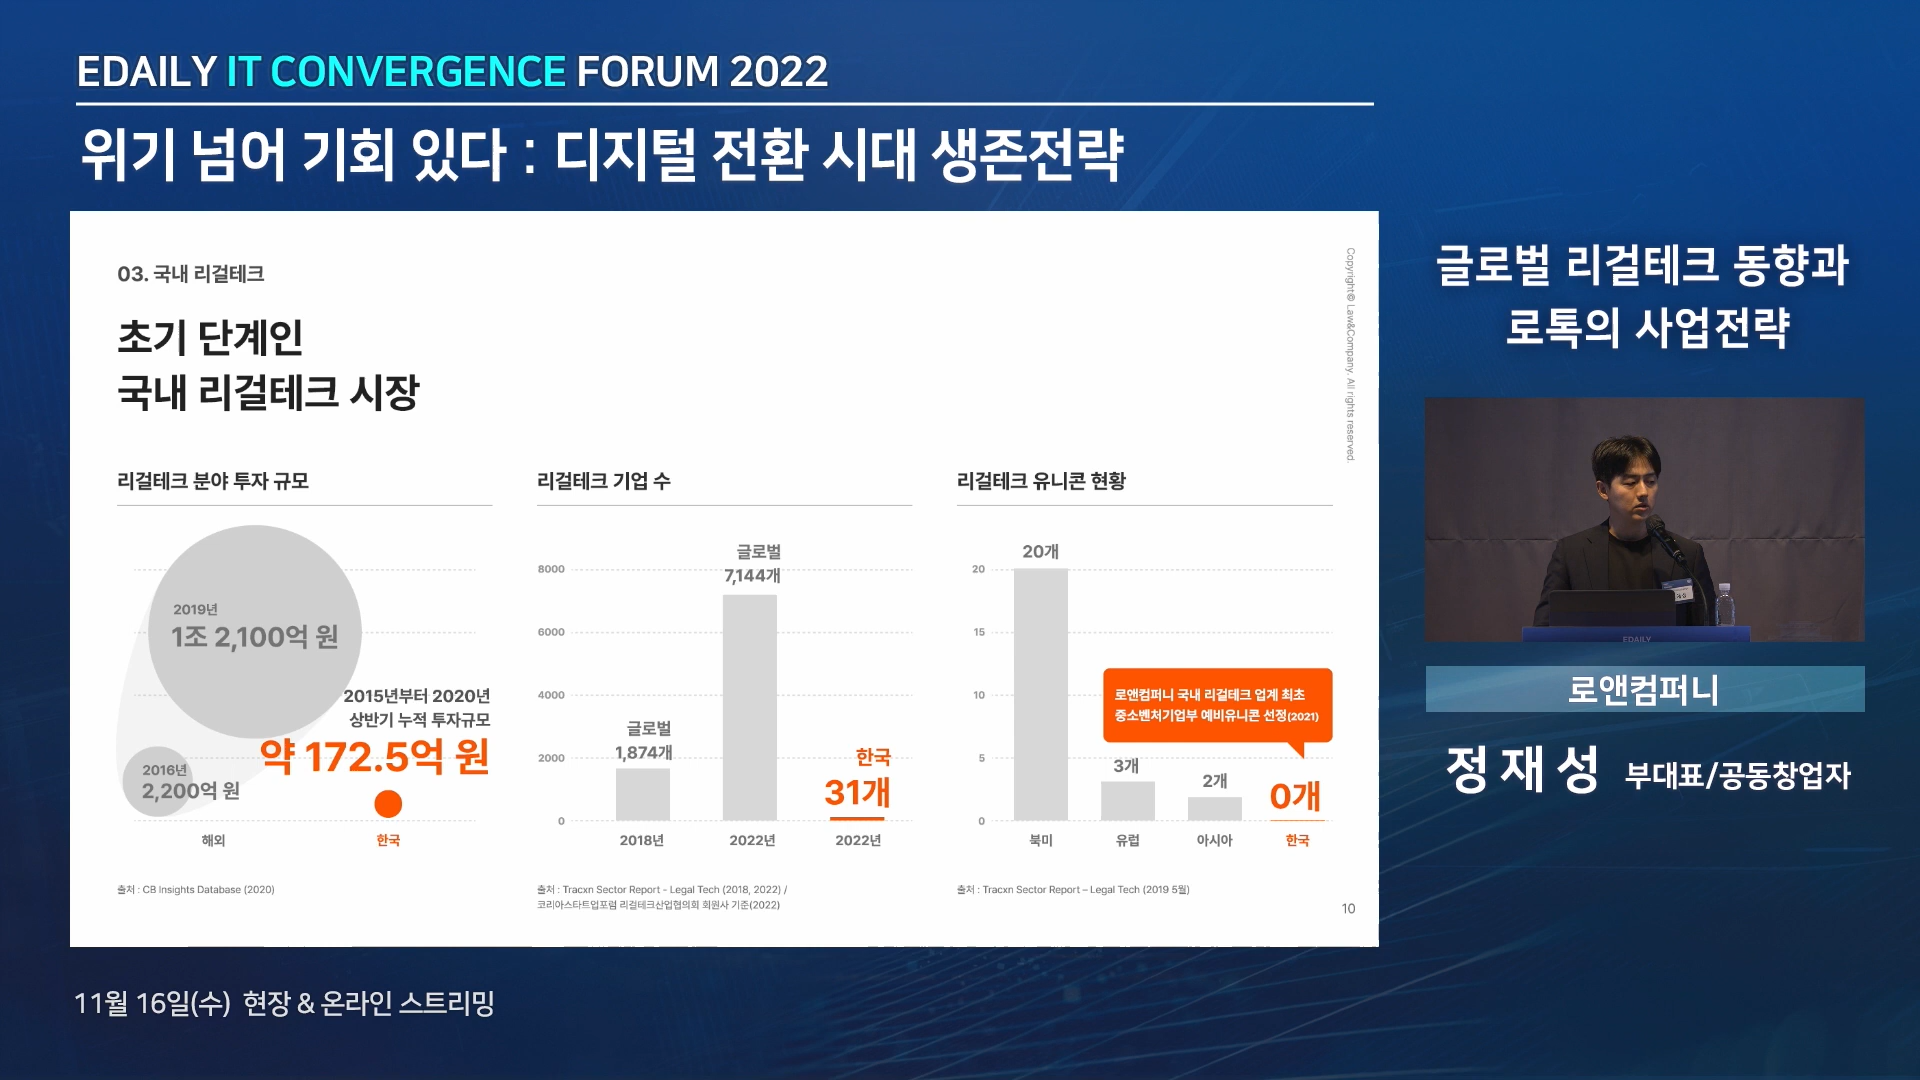 EDAILY IT CONVERGENCE FORUM 2022
위기 넘어 기회 있다 : 디지털 전환 시대 생존전략
03. 국내 리걸테크
초기 단계인
국내 리걸테크 시장
Copyright© Law&Company. All rights reserved.
리걸테크 분야 투자 규모
2019년
1조 2,100억 원
2015년부터 2020년
상반기 누적 투자규모
약 172.5억 원
2016년
2,200억 원
해외
한국
출처 : CB Insights Database (2020)
리걸테크 기업 수
8000
6000
4000
2000
0
글로벌
1,874개
글로벌
7,144개
한국
31개
2018년
2022년
2022년
출처 : Tracxn Sector Report - Legal Tech (2018, 2022) /
코리아스타트업포럼 리걸테크산업협의회 회원사 기준(2022)
리걸테크 유니콘 현황
20
15
10
5
0
20개
3개
2개
0개
로앤컴퍼니 국내 리걸테크 업계 최초
중소벤처기업부 예비유니콘 선정(2021)
북미
유럽
아시아
한국
출처 : Tracxn Sector Report – Legal Tech (2019 5월)
10
글로벌 리걸테크 동향과
로톡의 사업전략
EDAILY
로앤컴퍼니
정재성 부대표/공동창업자
11월 16일(수) 현장 & 온라인 스트리밍